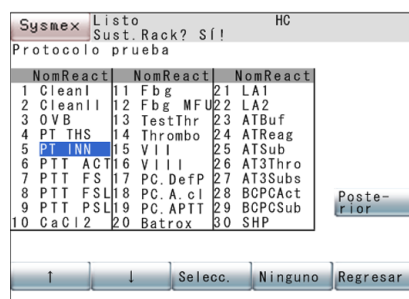 Sysmex Listo HC
Sust.Rack? SÍ!
Protocolo prueba
NomReact NomReact NomReact
1 CleanI 11 Fbg 21 LA1
2 CleanII 12 Fbg MFU 22 LA2
3 OVB 13 TestThr 23 ATBuf
4 PT THS 14 Thrombo 24 ATReag
5 PT INN 15 VII 25 ATSub
6 PTT ACT 16 VIII 26 AT3Thro
7 PTT FS 17 PC.DefP 27 AT3Subs
8 PTT FSL 18 PC.A.cl 28 BCPCAct
9 PTT PSL 19 PC.APTT 29 BCPCSub
10 CaCl2 20 Batrox 30 SHP
Poste-
rior
↑ ↓ Selecc. Ninguno Regresar